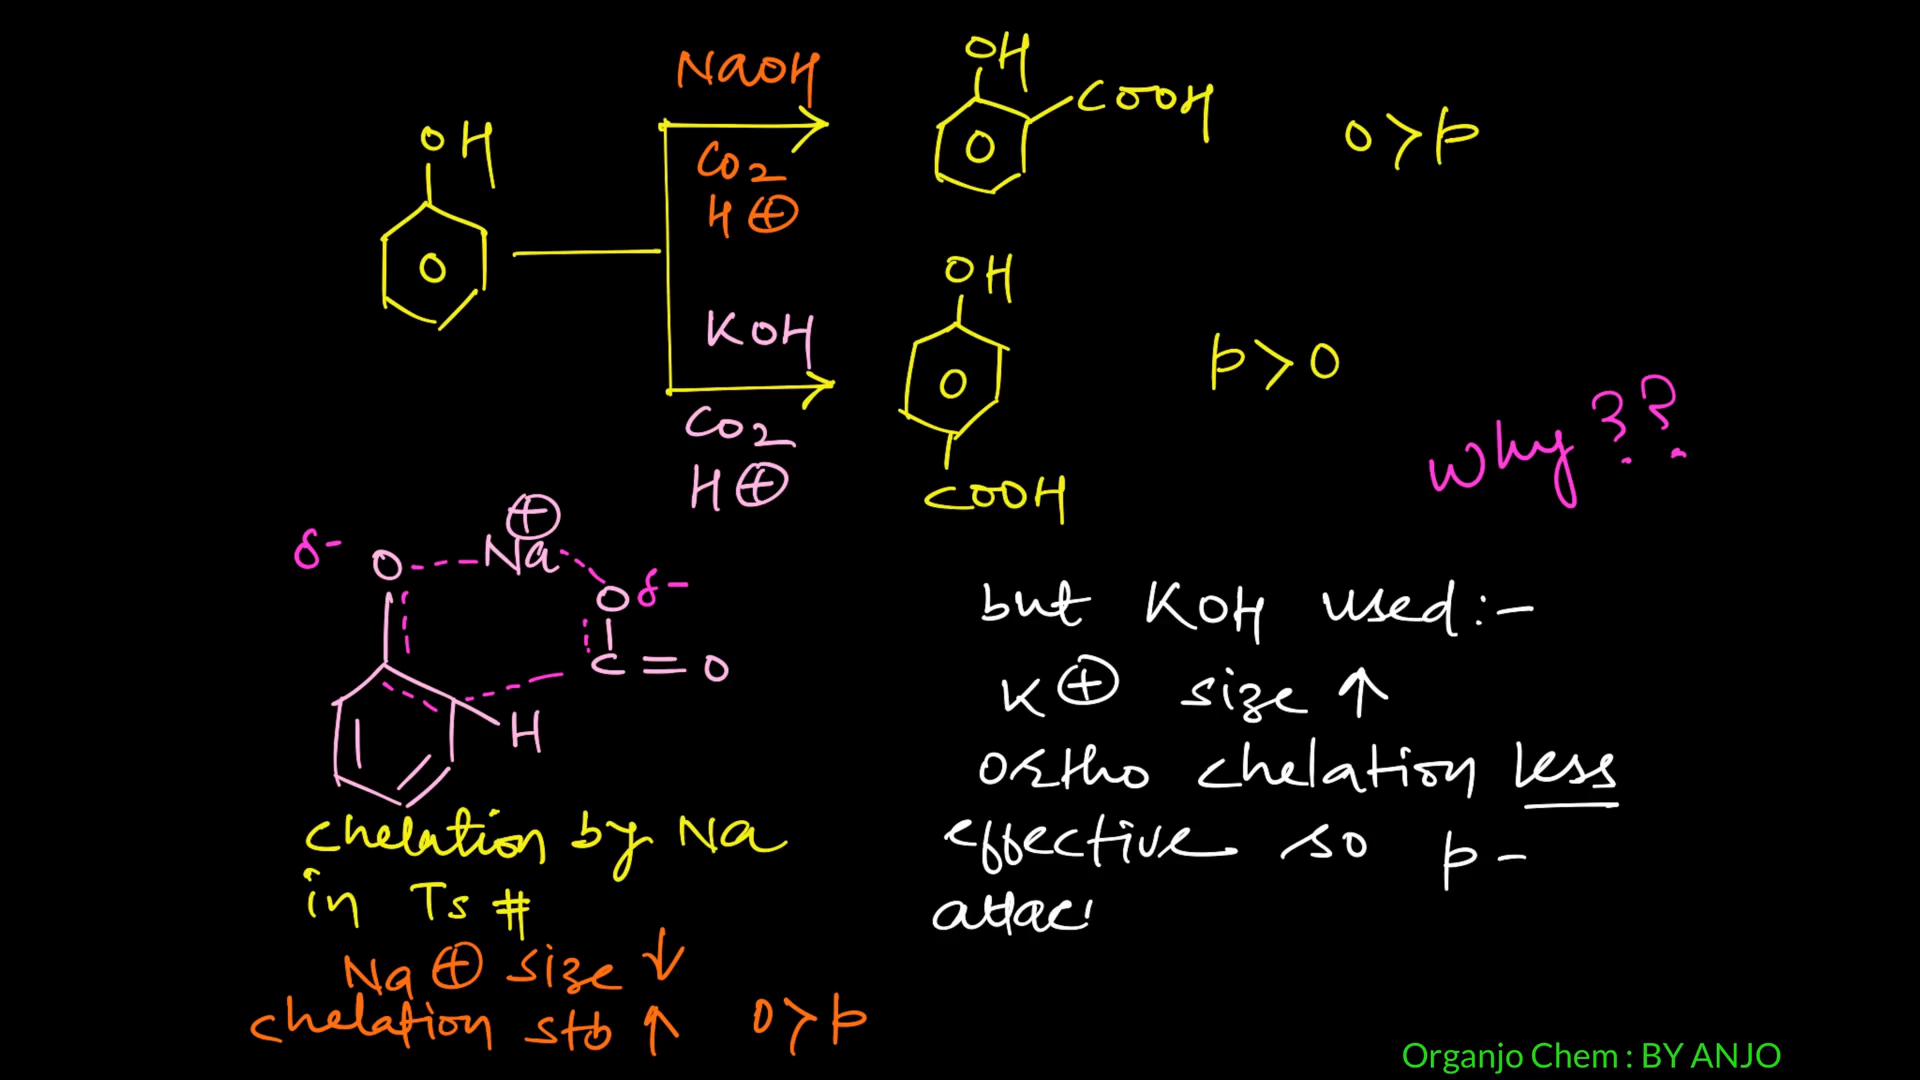 NaOH
CO2
H⊕
OH
OH
COOH
o>p
KOH
CO2
H⊕
OH
COOH
p>o
why??
δ- O Na⊕ O δ-
C=O
H
chelation by Na
in Ts #
Na⊕ size ↓
chelation stb ↑ o>p
but KOH used:-
K⊕ size ↑
ortho chelation less
effective so p-
attac
Organjo Chem : BY ANJO